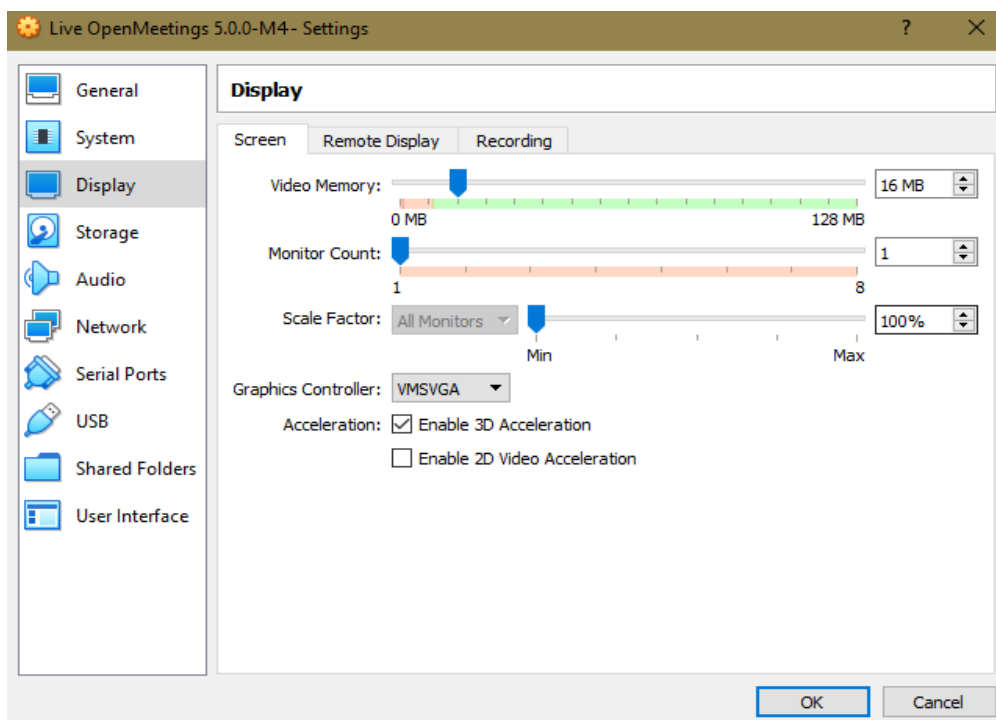 Live OpenMeetings 5.0.0-M4- Settings ? ×
General
System
Display
Storage
Audio
Network
Serial Ports
USB
Shared Folders
User Interface
Display
Screen Remote Display Recording
Video Memory: 16 MB
0 MB 128 MB
Monitor Count: 1
1 8
Scale Factor: All Monitors 100%
Min Max
Graphics Controller: VMSVGA
Acceleration: Enable 3D Acceleration
Enable 2D Video Acceleration
OK Cancel